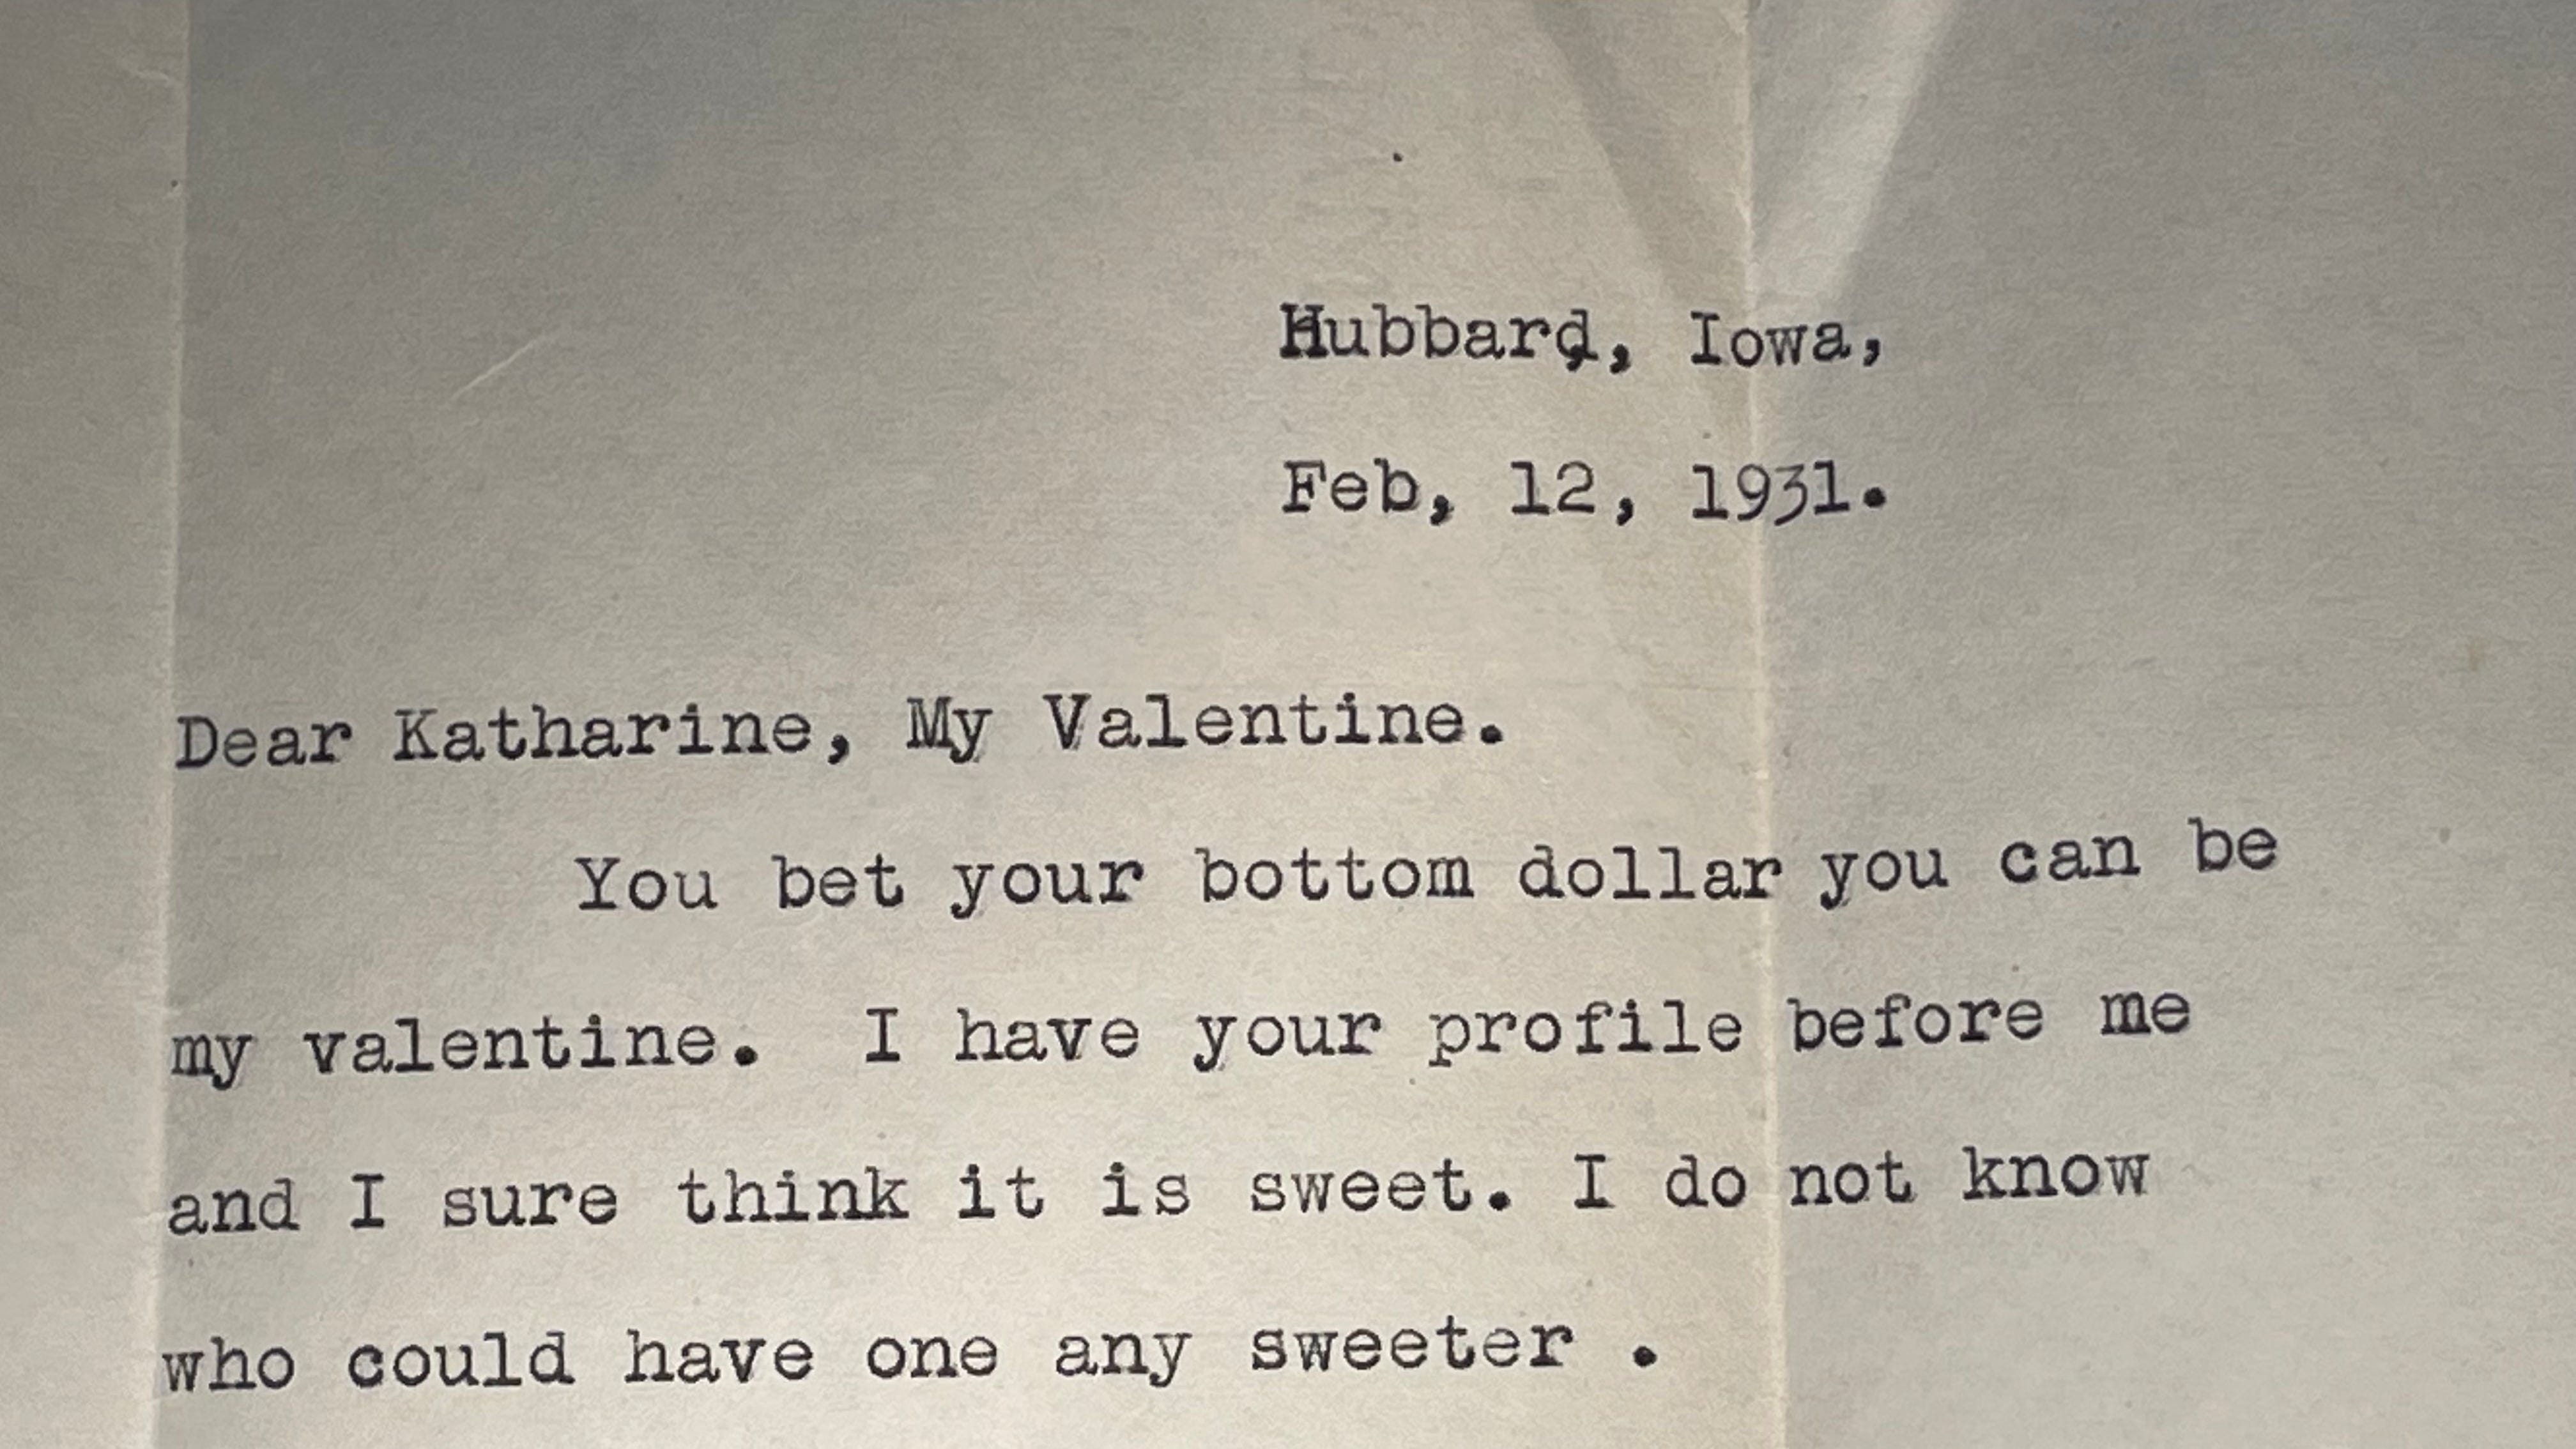 Hubbard, Iowa,
Feb, 12, 1931.
Dear Katharine, My Valentine.
You bet your bottom dollar you can be
my valentine. I have your profile before me
and I sure think it is sweet. I do not know
who could have one any sweeter .